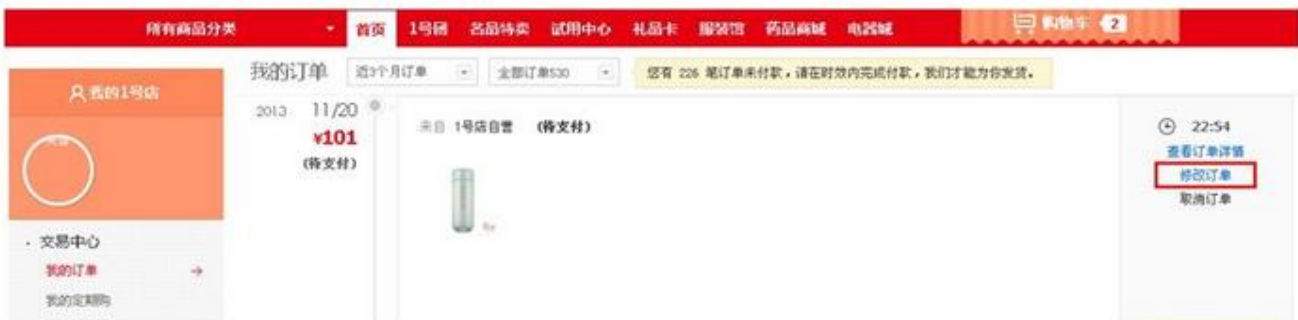 所有商品分类 首页 1号团 名品特卖 试用中心 礼品卡 服装馆 药品商城 电器城 购物车 2
我的1号店
我的订单 近3个月订单 全部订单530 您有 226 笔订单未付款,请在时效内完成付款,我们才能为你发货。
2013 11/20
¥101
(待支付)
来自 1号店自营 (待支付)
22:54
查看订单详情
修改订单
取消订单
· 交易中心
我的订单 →
我的定期购